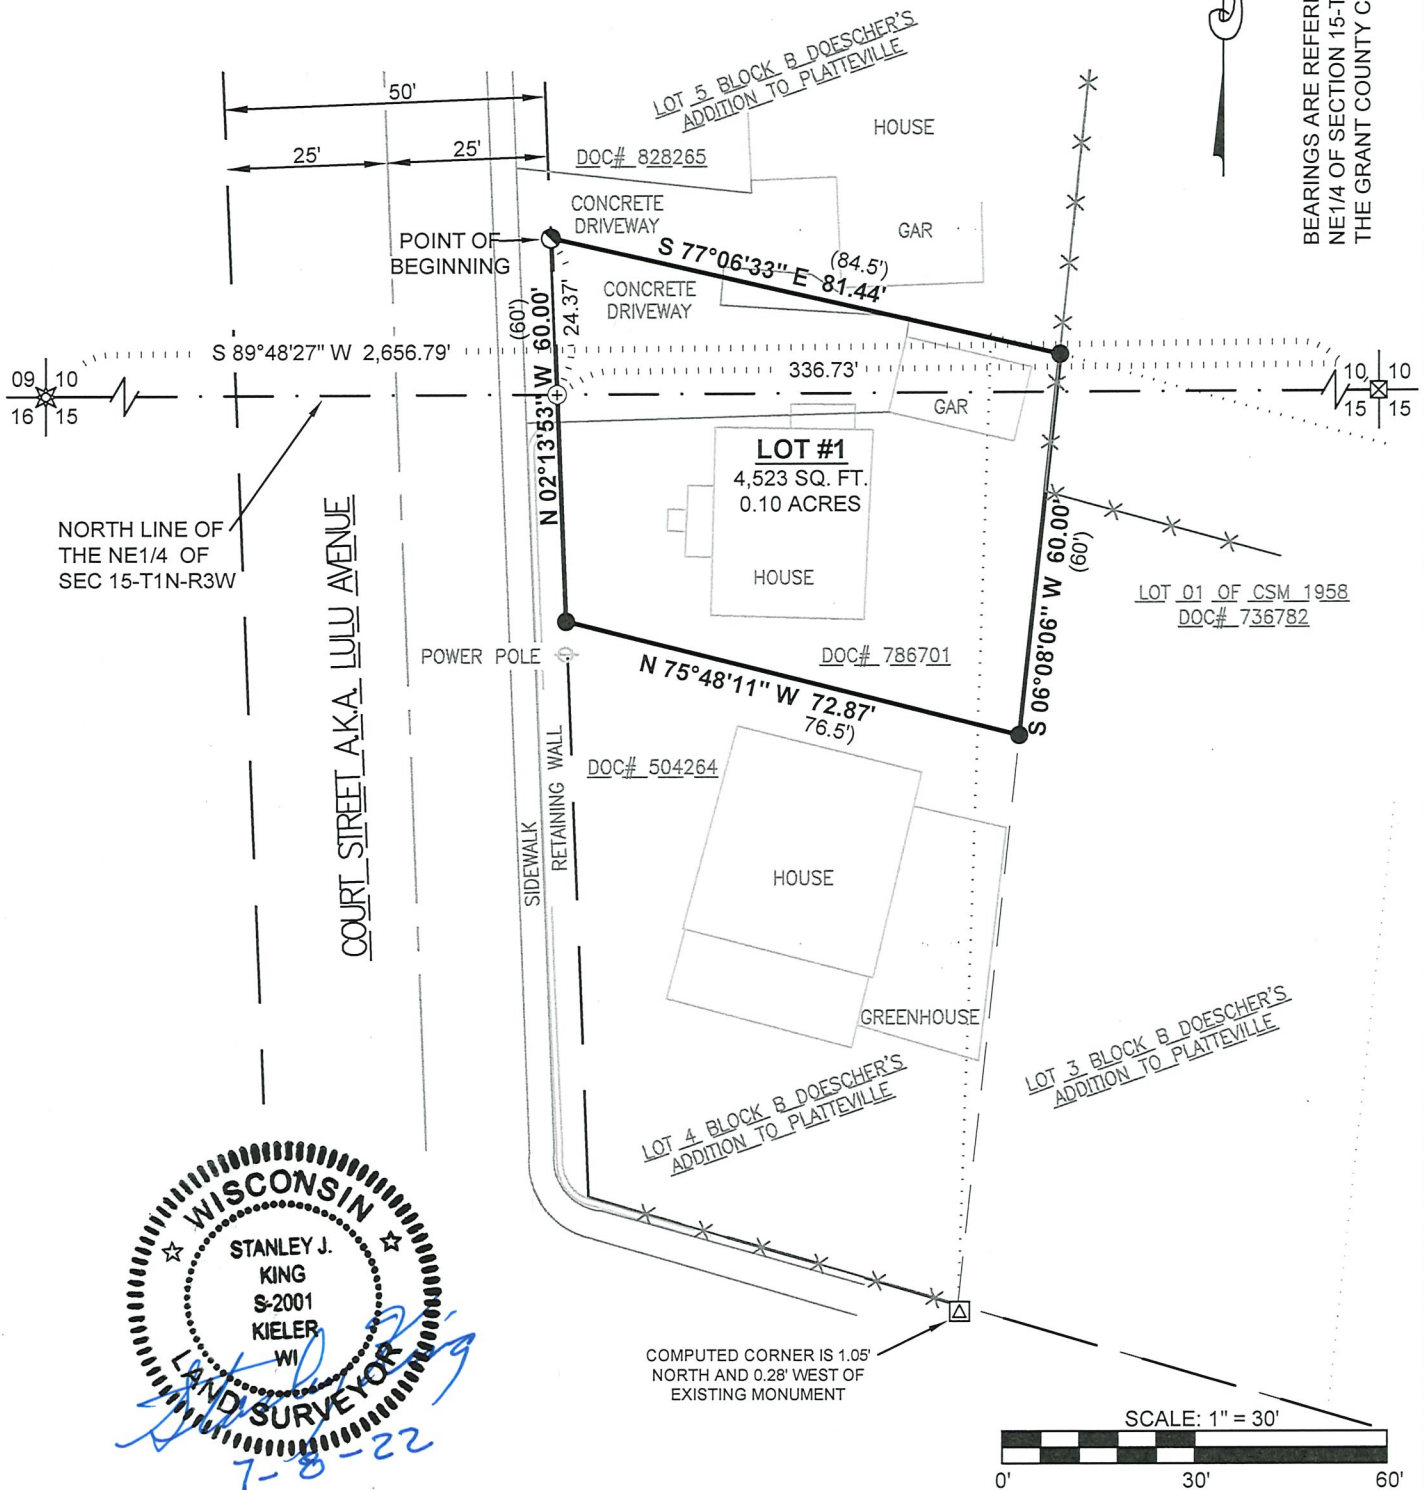 BEARINGS ARE REFERE
NE1/4 OF SECTION 15-T
THE GRANT COUNTY C
LOT 5 BLOCK B DOESCHER'S
ADDITION TO PLATTEVILLE
50'
25'
25'
DOC# 828265
HOUSE
CONCRETE
DRIVEWAY
GAR
POINT OF
BEGINNING
S 77°06'33" E 81.44'
(84.5')
CONCRETE
DRIVEWAY
(60')
N 02°13'53" W 60.00'
24.37'
S 89°48'27" W 2,656.79'
336.73'
09 10
16 15
10 10
15 15
GAR
LOT #1
4,523 SQ. FT.
0.10 ACRES
HOUSE
NORTH LINE OF
THE NE1/4 OF
SEC 15-T1N-R3W
COURT STREET A.K.A. LULU AVENUE
S 06°08'06" W 60.00'
(60')
LOT 01 OF CSM 1958
DOC# 736782
POWER POLE
DOC# 786701
N 75°48'11" W 72.87'
76.5')
DOC# 504264
SIDEWALK
RETAINING WALL
HOUSE
GREENHOUSE
LOT 4 BLOCK B DOESCHER'S
ADDITION TO PLATTEVILLE
LOT 3 BLOCK B DOESCHER'S
ADDITION TO PLATTEVILLE
WISCONSIN
STANLEY J.
KING
S-2001
KIELER
WI
LAND SURVEYOR
Stanley King
7-8-22
COMPUTED CORNER IS 1.05'
NORTH AND 0.28' WEST OF
EXISTING MONUMENT
SCALE: 1" = 30'
0' 30' 60'